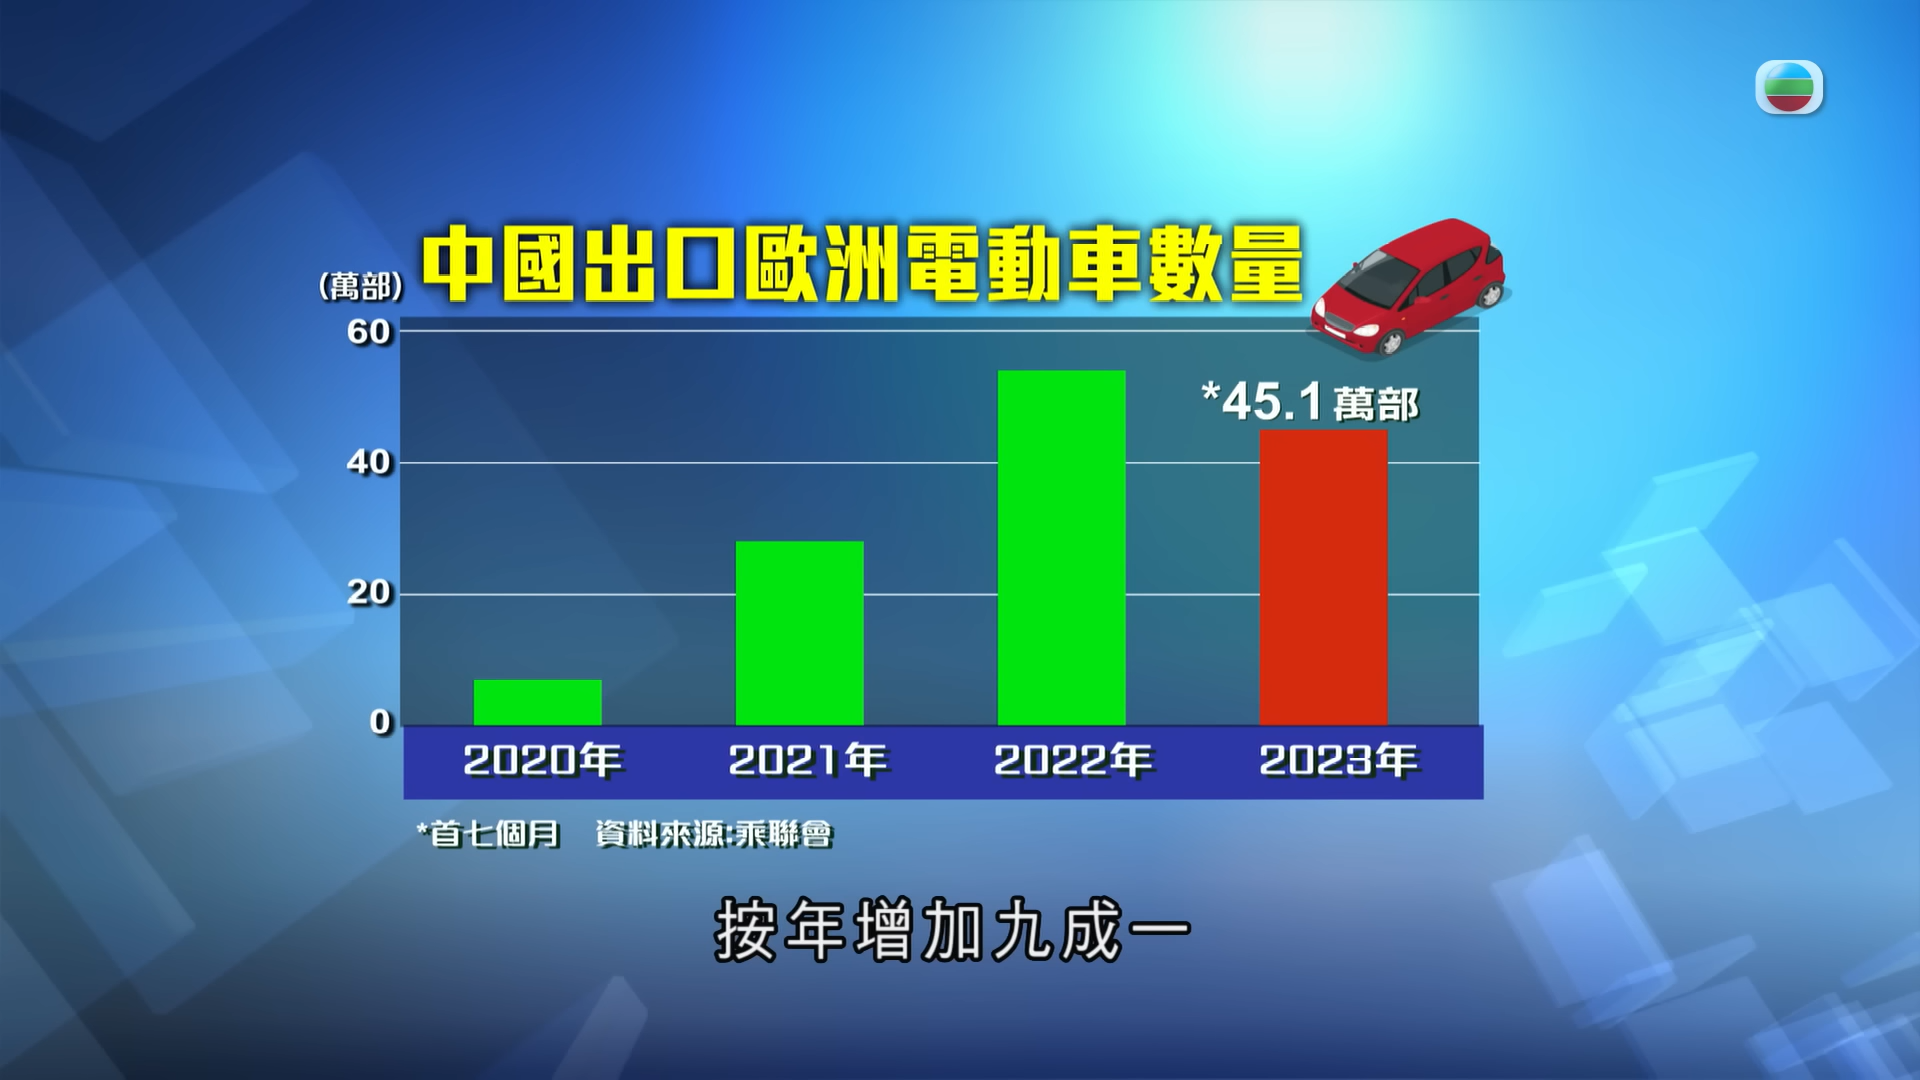 中國出口歐洲電動車數量
(萬部)
60
40
20
0
*45.1萬部
2020年 2021年 2022年 2023年
*首七個月 資料來源:乘聯會
按年增加九成一